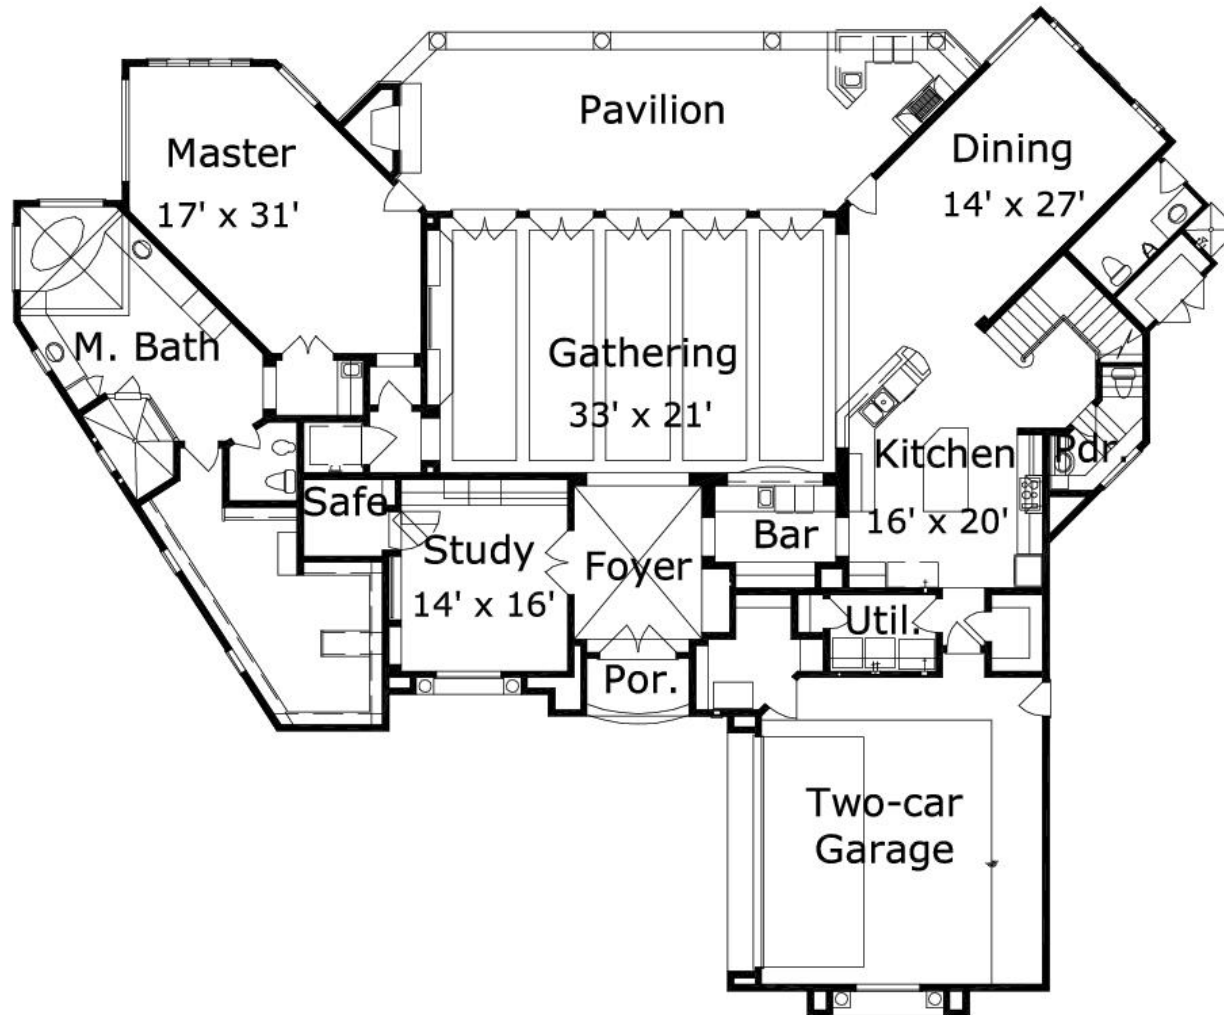 Pavilion
Master
17' x 31'
Dining
14' x 27'
M. Bath
Gathering
33' x 21'
Kitchen
16' x 20'
Pdr.
Safe
Study
14' x 16'
Foyer
Bar
Util.
Por.
Two-car
Garage